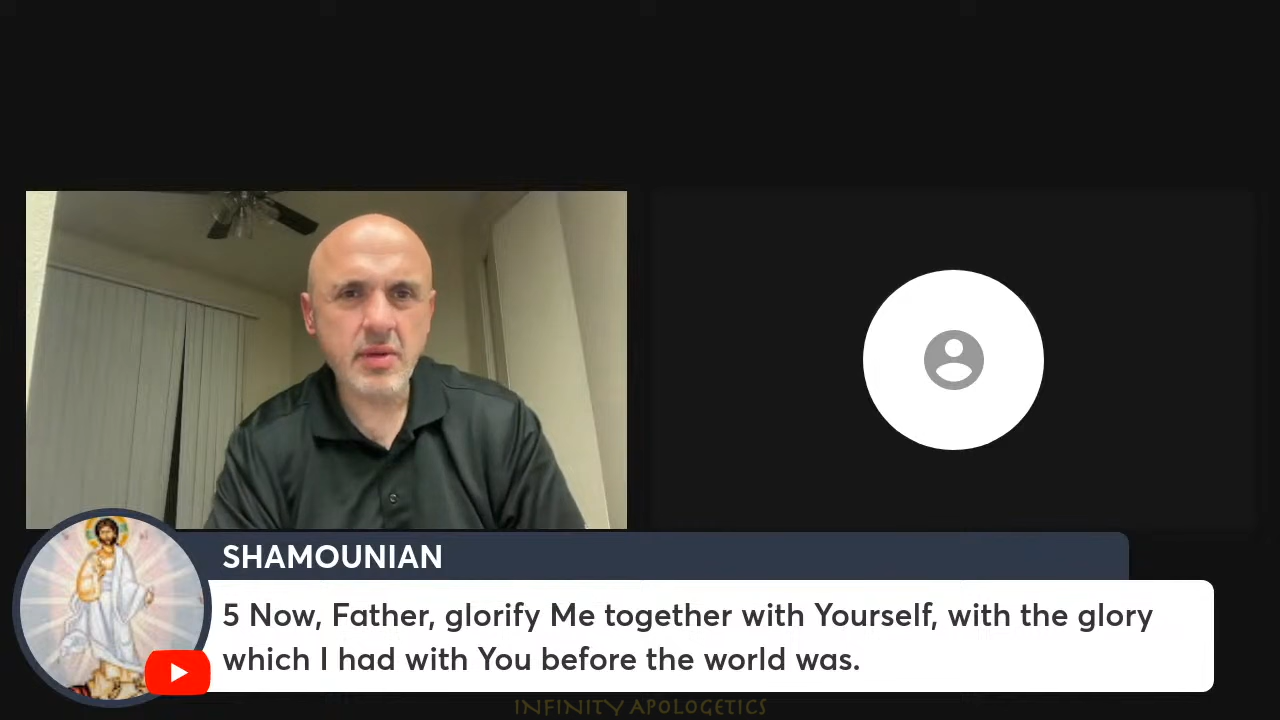 SHAMOUNIAN
5 Now, Father, glorify Me together with Yourself, with the glory
which I had with You before the world was.
INFINITY APOLOGETICS